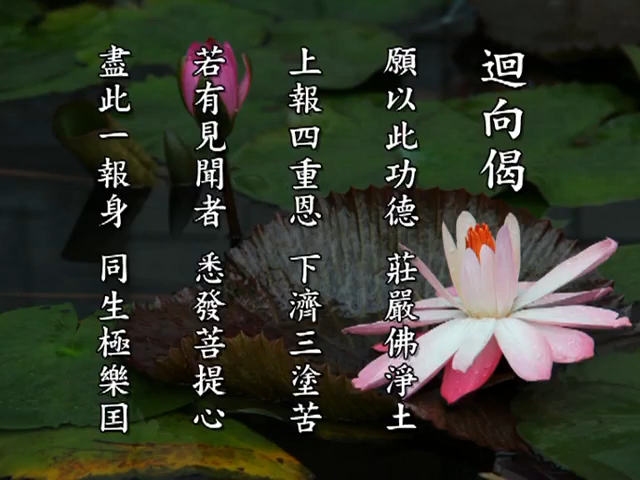 迴向偈
願以此功德 莊嚴佛淨土
上報四重恩 下濟三塗苦
若有見聞者 悉發菩提心
盡此一報身 同生極樂国